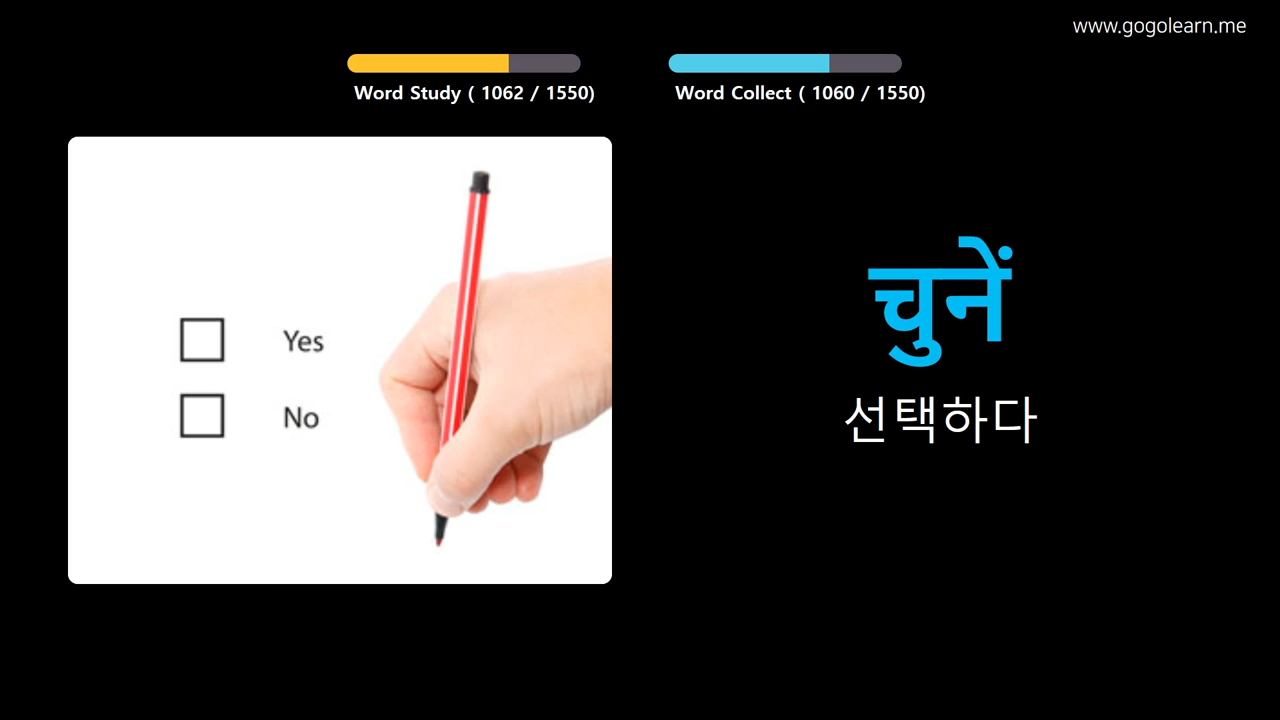 www.gogolearn.me
Word Study ( 1062 / 1550)
Word Collect ( 1060 / 1550)
Yes
No
चुनें
선택하다